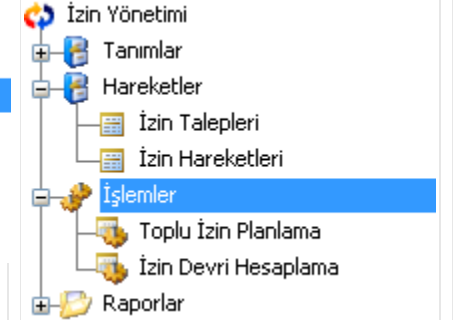 İzin Yönetimi
Tanımlar
Hareketler
İzin Talepleri
İzin Hareketleri
İşlemler
Toplu İzin Planlama
İzin Devri Hesaplama
Raporlar